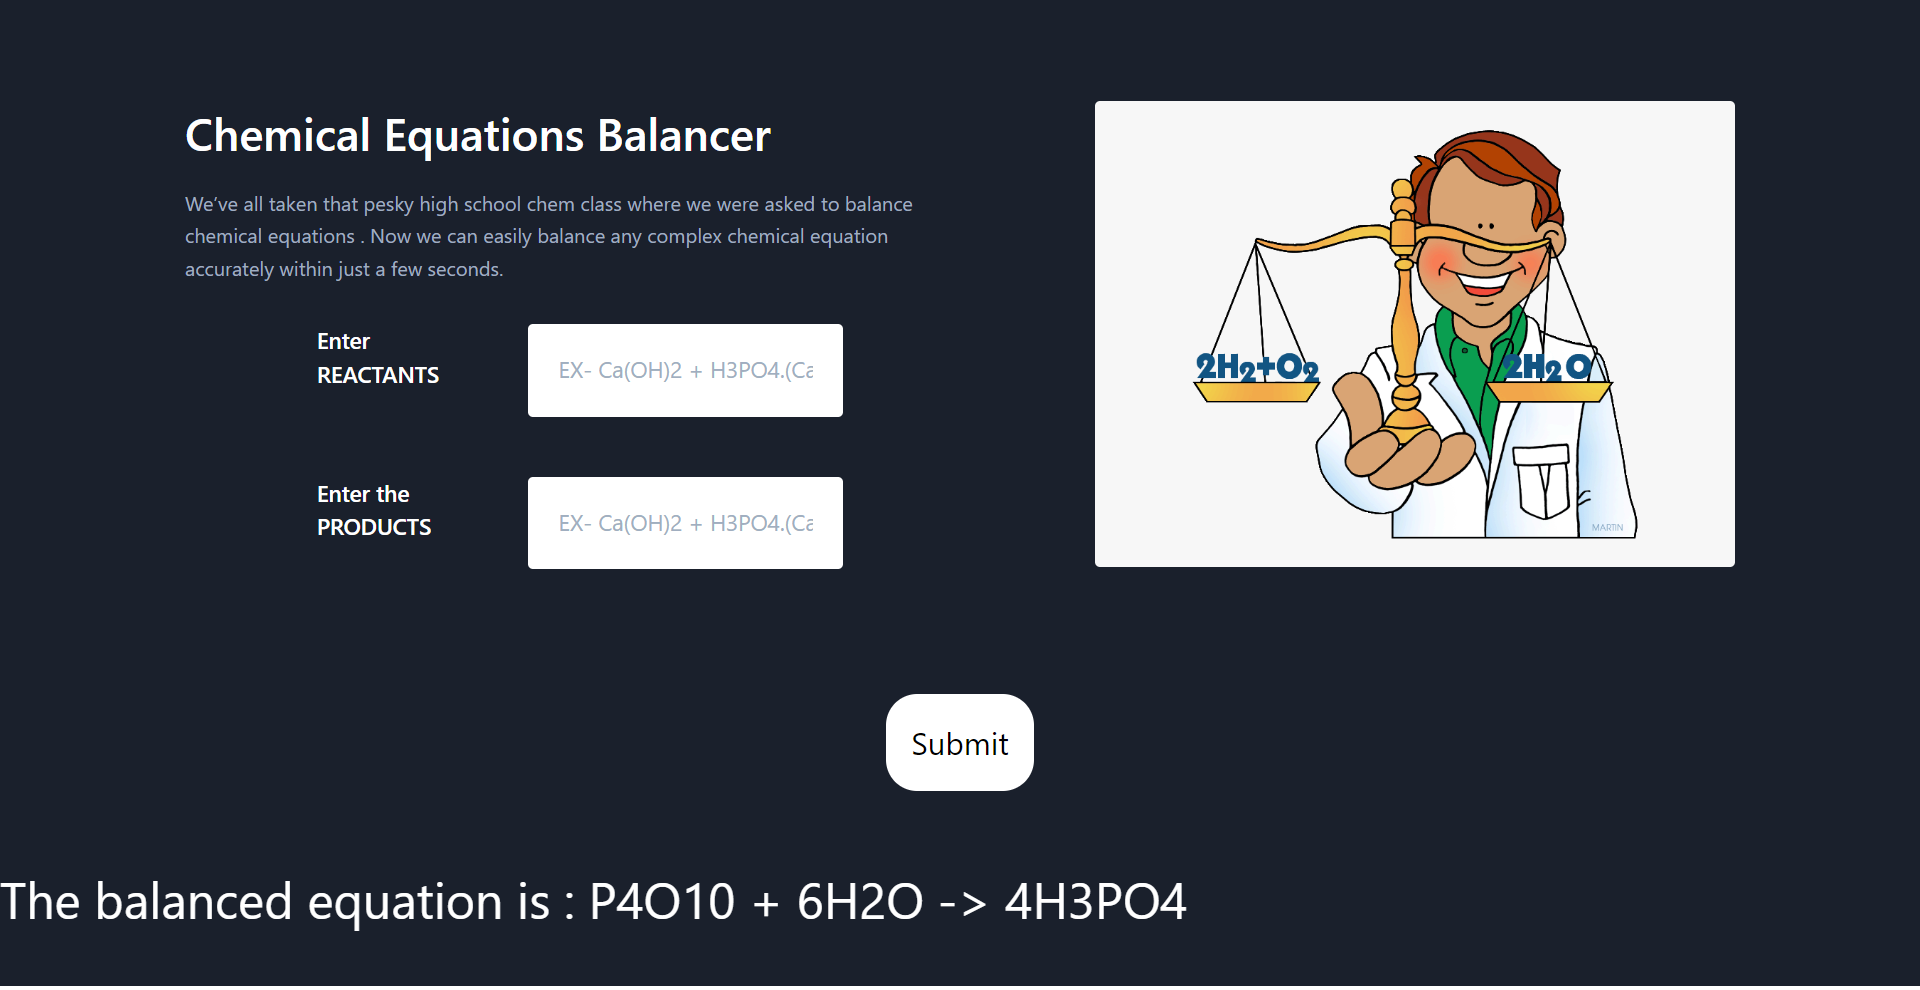 Chemical Equations Balancer
We’ve all taken that pesky high school chem class where we were asked to balance
chemical equations . Now we can easily balance any complex chemical equation
accurately within just a few seconds.
Enter
REACTANTS
EX- Ca(OH)2 + H3PO4.(Ca
Enter the
PRODUCTS
EX- Ca(OH)2 + H3PO4.(Ca
2H2+O2
2H2O
MARTIN
Submit
The balanced equation is : P4O10 + 6H2O -> 4H3PO4